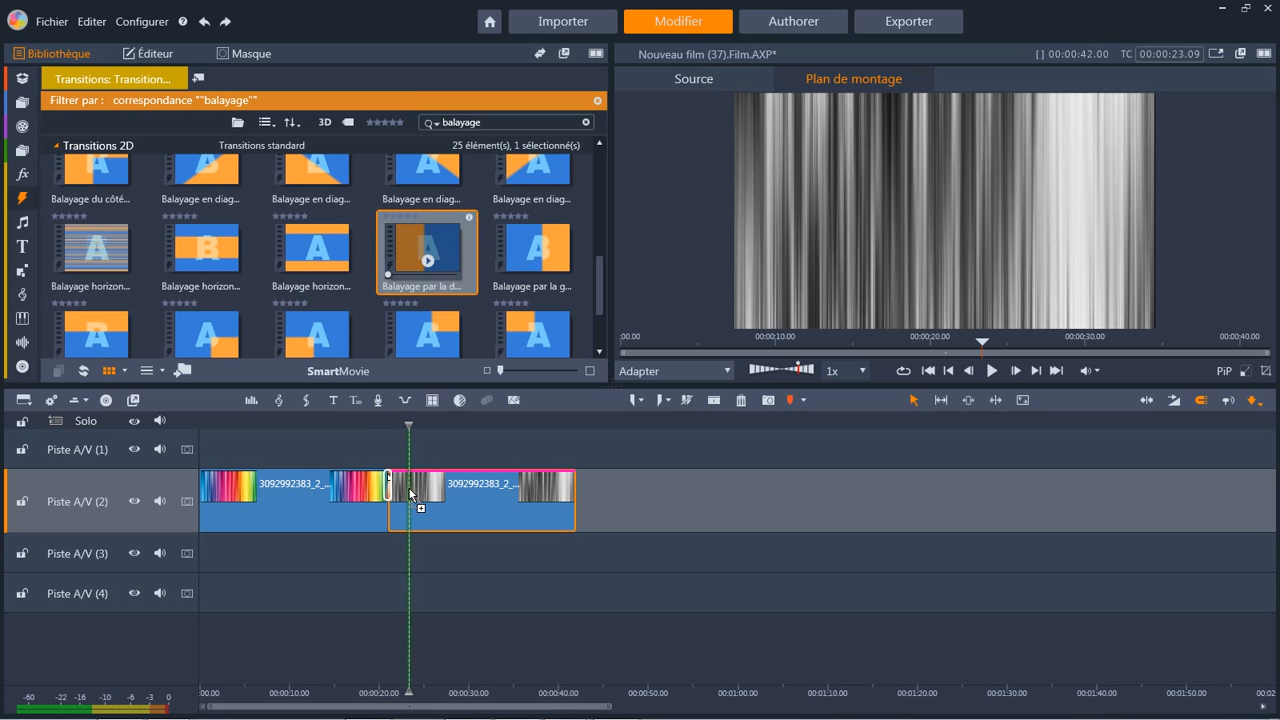 Fichier Editer Configurer
Importer Modifier Authorer Exporter
Bibliothèque Éditeur Masque
Nouveau film (37).Film.AXP* [] 00:00:42.00 TC 00:00:23.09
Transitions: Transition...
Source Plan de montage
Filtrer par : correspondance ""balayage""
3D balayage
Transitions 2D Transitions standard 25 élément(s), 1 sélectionné(s)
Balayage du côté... Balayage en diag... Balayage en diag... Balayage en diag... Balayage en diag...
Balayage horizon... Balayage horizon... Balayage horizon... Balayage par la d... Balayage par la g...
:00.00 00:00:10.00 00:00:20.00 00:00:30.00 00:00:40.00
SmartMovie
Adapter 1x PiP
Solo
Piste A/V (1)
Piste A/V (2) 3092992383_2_... 3092992383_2_...
Piste A/V (3)
Piste A/V (4)
-60 -22 -16 -10 -6 -3 0
:00.00 00:00:10.00 00:00:20.00 00:00:30.00 00:00:40.00 00:00:50.00 00:01:00.00 00:01:10.00 00:01:20.00 00:01:30.00 00:01:40.00 00:01:50.00 00:02